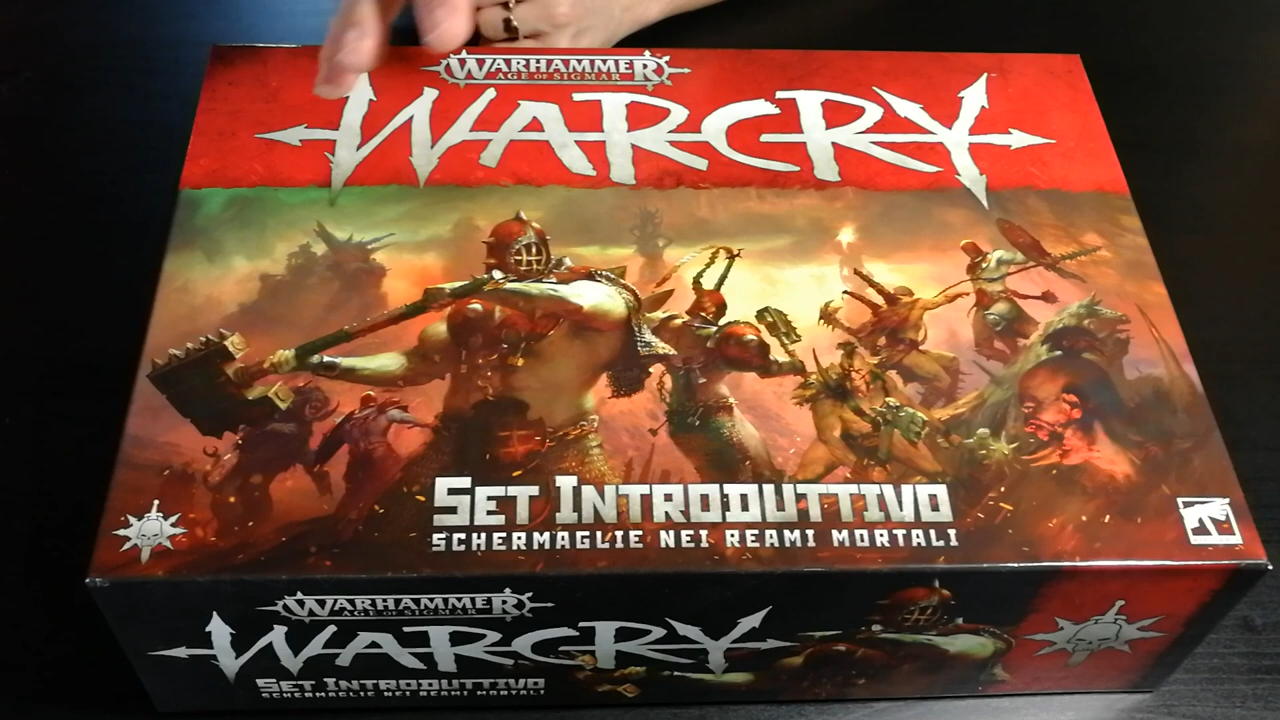 WARHAMMER
AGE OF SIGMAR
WARCRY
SET INTRODUTTIVO
SCHERMAGLIE NEI REAMI MORTALI
WARHAMMER
AGE OF SIGMAR
WARCRY
SET INTRODUTTIVO
SCHERMAGLIE NEI REAMI MORTALI